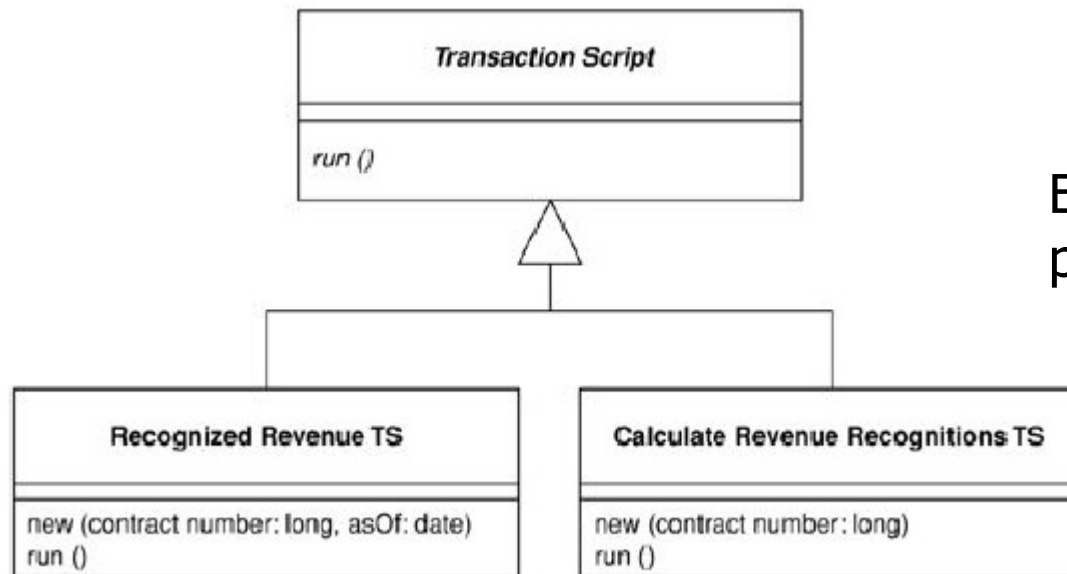 Transaction Script
run ()
E
p
Recognized Revenue TS
new (contract number: long, asOf: date)
run ()
Calculate Revenue Recognitions TS
new (contract number: long)
run ()